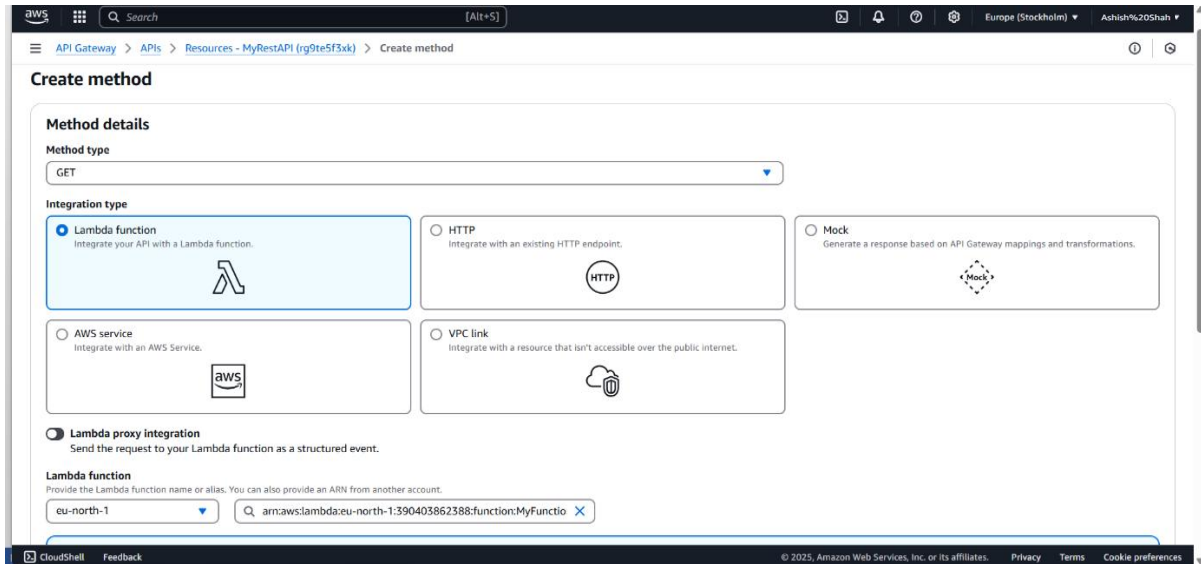 aws Search [Alt+S] Europe (Stockholm) Ashish%20Shah
API Gateway > APIs > Resources - MyRestAPI (rg9te5f3xk) > Create method
Create method
Method details
Method type
GET
Integration type
Lambda function
Integrate your API with a Lambda function.
HTTP
Integrate with an existing HTTP endpoint.
HTTP
Mock
Generate a response based on API Gateway mappings and transformations.
Mock
AWS service
Integrate with an AWS Service.
aws
VPC link
Integrate with a resource that isn't accessible over the public internet.
Lambda proxy integration
Send the request to your Lambda function as a structured event.
Lambda function
Provide the Lambda function name or alias. You can also provide an ARN from another account.
eu-north-1 arn:aws:lambda:eu-north-1:390403862388:function:MyFunctio
CloudShell Feedback © 2025, Amazon Web Services, Inc. or its affiliates. Privacy Terms Cookie preferences